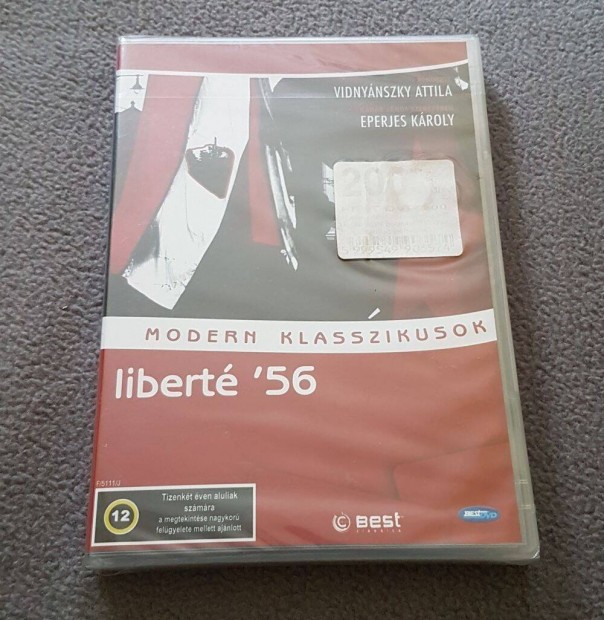 VIDNYÁNSZKY ATTILA
EPERJES KÁROLY
MODERN KLASSZIKUSOK
liberté '56
12
Tizenkét éven aluliak
számára
a megtekintése nagykorú
felügyelete mellett ajánlott
C BEST
DVD